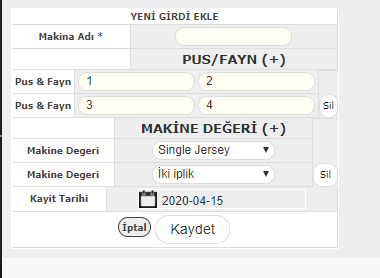 YENİ GİRDİ EKLE
Makina Adı *
PUS/FAYN (+)
Pus & Fayn 1 2
Pus & Fayn 3 4 Sil
MAKİNE DEĞERİ (+)
Makine Degeri Single Jersey
Makine Degeri İki iplik Sil
Kayit Tarihi 2020-04-15
İptal Kaydet